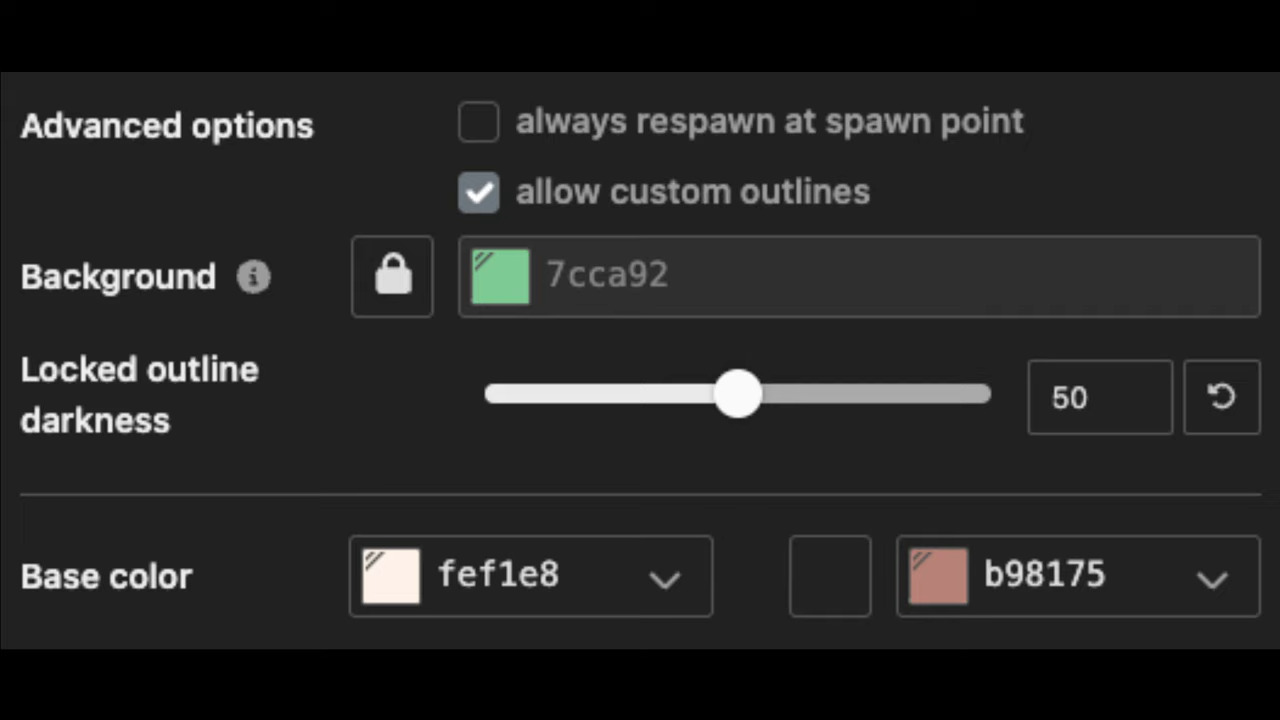 Advanced options
always respawn at spawn point
allow custom outlines
Background
7cca92
Locked outline
darkness
50
Base color
fef1e8
b98175